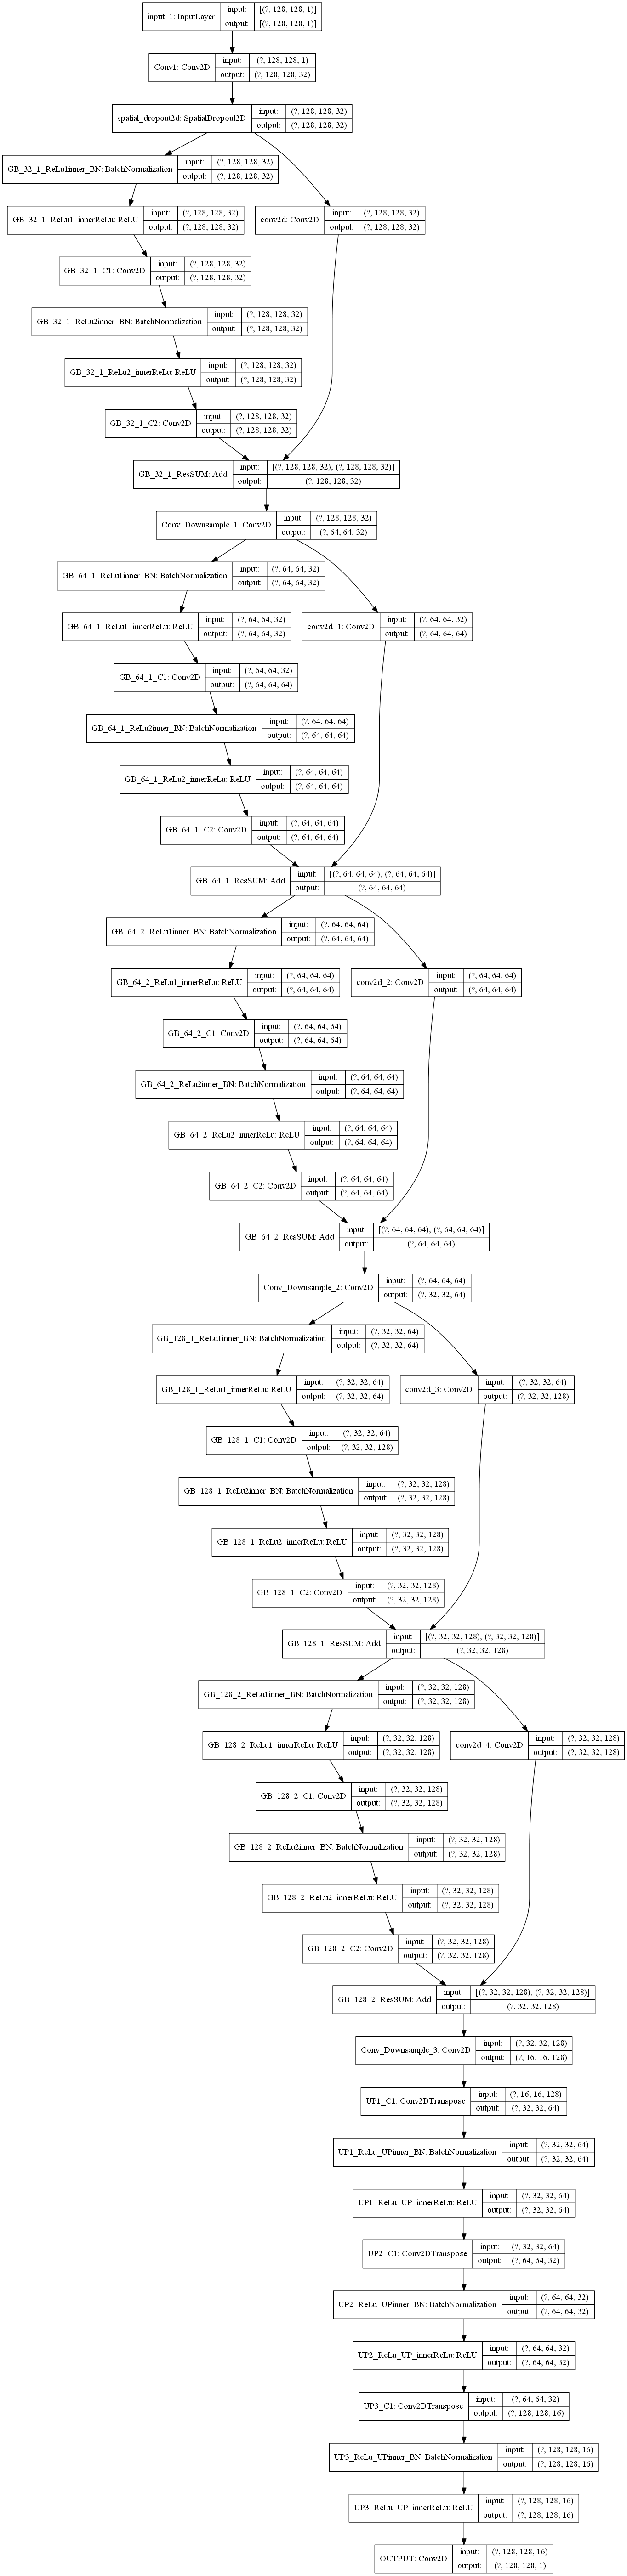 input_1: InputLayer
input: [(?, 128, 128, 1)]
output: [(?, 128, 128, 1)]
Conv1: Conv2D
input: (?, 128, 128, 1)
output: (?, 128, 128, 32)
spatial_dropout2d: SpatialDropout2D
input: (?, 128, 128, 32)
output: (?, 128, 128, 32)
GB_32_1_ReLu1inner_BN: BatchNormalization
input: (?, 128, 128, 32)
output: (?, 128, 128, 32)
GB_32_1_ReLu1_innerReLu: ReLU
input: (?, 128, 128, 32)
output: (?, 128, 128, 32)
conv2d: Conv2D
input: (?, 128, 128, 32)
output: (?, 128, 128, 32)
GB_32_1_C1: Conv2D
input: (?, 128, 128, 32)
output: (?, 128, 128, 32)
GB_32_1_ReLu2inner_BN: BatchNormalization
input: (?, 128, 128, 32)
output: (?, 128, 128, 32)
GB_32_1_ReLu2_innerReLu: ReLU
input: (?, 128, 128, 32)
output: (?, 128, 128, 32)
GB_32_1_C2: Conv2D
input: (?, 128, 128, 32)
output: (?, 128, 128, 32)
GB_32_1_ResSUM: Add
input: [(?, 128, 128, 32), (?, 128, 128, 32)]
output: (?, 128, 128, 32)
Conv_Downsample_1: Conv2D
input: (?, 128, 128, 32)
output: (?, 64, 64, 32)
GB_64_1_ReLu1inner_BN: BatchNormalization
input: (?, 64, 64, 32)
output: (?, 64, 64, 32)
GB_64_1_ReLu1_innerReLu: ReLU
input: (?, 64, 64, 32)
output: (?, 64, 64, 32)
conv2d_1: Conv2D
input: (?, 64, 64, 32)
output: (?, 64, 64, 64)
GB_64_1_C1: Conv2D
input: (?, 64, 64, 32)
output: (?, 64, 64, 64)
GB_64_1_ReLu2inner_BN: BatchNormalization
input: (?, 64, 64, 64)
output: (?, 64, 64, 64)
GB_64_1_ReLu2_innerReLu: ReLU
input: (?, 64, 64, 64)
output: (?, 64, 64, 64)
GB_64_1_C2: Conv2D
input: (?, 64, 64, 64)
output: (?, 64, 64, 64)
GB_64_1_ResSUM: Add
input: [(?, 64, 64, 64), (?, 64, 64, 64)]
output: (?, 64, 64, 64)
GB_64_2_ReLu1inner_BN: BatchNormalization
input: (?, 64, 64, 64)
output: (?, 64, 64, 64)
GB_64_2_ReLu1_innerReLu: ReLU
input: (?, 64, 64, 64)
output: (?, 64, 64, 64)
conv2d_2: Conv2D
input: (?, 64, 64, 64)
output: (?, 64, 64, 64)
GB_64_2_C1: Conv2D
input: (?, 64, 64, 64)
output: (?, 64, 64, 64)
GB_64_2_ReLu2inner_BN: BatchNormalization
input: (?, 64, 64, 64)
output: (?, 64, 64, 64)
GB_64_2_ReLu2_innerReLu: ReLU
input: (?, 64, 64, 64)
output: (?, 64, 64, 64)
GB_64_2_C2: Conv2D
input: (?, 64, 64, 64)
output: (?, 64, 64, 64)
GB_64_2_ResSUM: Add
input: [(?, 64, 64, 64), (?, 64, 64, 64)]
output: (?, 64, 64, 64)
Conv_Downsample_2: Conv2D
input: (?, 64, 64, 64)
output: (?, 32, 32, 64)
GB_128_1_ReLu1inner_BN: BatchNormalization
input: (?, 32, 32, 64)
output: (?, 32, 32, 64)
GB_128_1_ReLu1_innerReLu: ReLU
input: (?, 32, 32, 64)
output: (?, 32, 32, 64)
conv2d_3: Conv2D
input: (?, 32, 32, 64)
output: (?, 32, 32, 128)
GB_128_1_C1: Conv2D
input: (?, 32, 32, 64)
output: (?, 32, 32, 128)
GB_128_1_ReLu2inner_BN: BatchNormalization
input: (?, 32, 32, 128)
output: (?, 32, 32, 128)
GB_128_1_ReLu2_innerReLu: ReLU
input: (?, 32, 32, 128)
output: (?, 32, 32, 128)
GB_128_1_C2: Conv2D
input: (?, 32, 32, 128)
output: (?, 32, 32, 128)
GB_128_1_ResSUM: Add
input: [(?, 32, 32, 128), (?, 32, 32, 128)]
output: (?, 32, 32, 128)
GB_128_2_ReLu1inner_BN: BatchNormalization
input: (?, 32, 32, 128)
output: (?, 32, 32, 128)
GB_128_2_ReLu1_innerReLu: ReLU
input: (?, 32, 32, 128)
output: (?, 32, 32, 128)
conv2d_4: Conv2D
input: (?, 32, 32, 128)
output: (?, 32, 32, 128)
GB_128_2_C1: Conv2D
input: (?, 32, 32, 128)
output: (?, 32, 32, 128)
GB_128_2_ReLu2inner_BN: BatchNormalization
input: (?, 32, 32, 128)
output: (?, 32, 32, 128)
GB_128_2_ReLu2_innerReLu: ReLU
input: (?, 32, 32, 128)
output: (?, 32, 32, 128)
GB_128_2_C2: Conv2D
input: (?, 32, 32, 128)
output: (?, 32, 32, 128)
GB_128_2_ResSUM: Add
input: [(?, 32, 32, 128), (?, 32, 32, 128)]
output: (?, 32, 32, 128)
Conv_Downsample_3: Conv2D
input: (?, 32, 32, 128)
output: (?, 16, 16, 128)
UP1_C1: Conv2DTranspose
input: (?, 16, 16, 128)
output: (?, 32, 32, 64)
UP1_ReLu_UPinner_BN: BatchNormalization
input: (?, 32, 32, 64)
output: (?, 32, 32, 64)
UP1_ReLu_UP_innerReLu: ReLU
input: (?, 32, 32, 64)
output: (?, 32, 32, 64)
UP2_C1: Conv2DTranspose
input: (?, 32, 32, 64)
output: (?, 64, 64, 32)
UP2_ReLu_UPinner_BN: BatchNormalization
input: (?, 64, 64, 32)
output: (?, 64, 64, 32)
UP2_ReLu_UP_innerReLu: ReLU
input: (?, 64, 64, 32)
output: (?, 64, 64, 32)
UP3_C1: Conv2DTranspose
input: (?, 64, 64, 32)
output: (?, 128, 128, 16)
UP3_ReLu_UPinner_BN: BatchNormalization
input: (?, 128, 128, 16)
output: (?, 128, 128, 16)
UP3_ReLu_UP_innerReLu: ReLU
input: (?, 128, 128, 16)
output: (?, 128, 128, 16)
OUTPUT: Conv2D
input: (?, 128, 128, 16)
output: (?, 128, 128, 1)